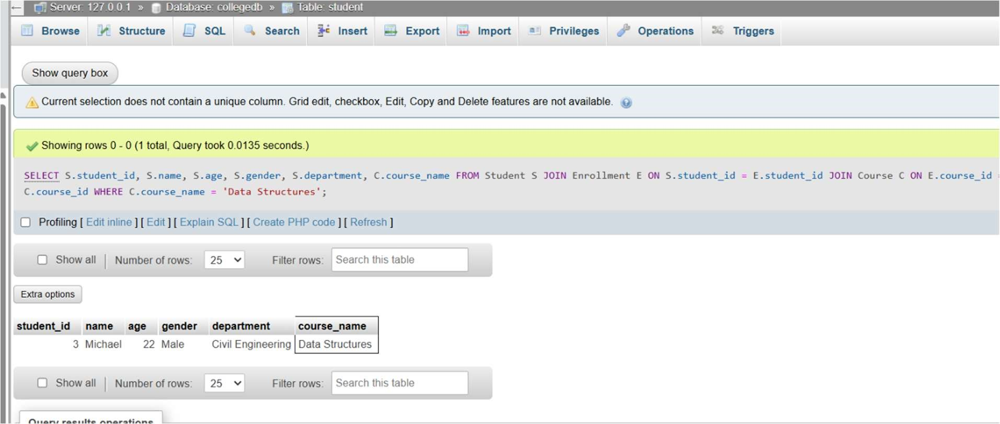 Server: 127.0.0.1 » Database: collegedb » Table: student
Browse Structure SQL Search Insert Export Import Privileges Operations Triggers
Show query box
Current selection does not contain a unique column. Grid edit, checkbox, Edit, Copy and Delete features are not available.
Showing rows 0 - 0 (1 total, Query took 0.0135 seconds.)
SELECT S.student_id, S.name, S.age, S.gender, S.department, C.course_name FROM Student S JOIN Enrollment E ON S.student_id = E.student_id JOIN Course C ON E.course_id =
C.course_id WHERE C.course_name = 'Data Structures';
Profiling [ Edit inline ] [ Edit ] [ Explain SQL ] [ Create PHP code ] [ Refresh ]
Show all | Number of rows: 25 Filter rows: Search this table
Extra options
student_id name age gender department course_name
3 Michael 22 Male Civil Engineering Data Structures
Show all | Number of rows: 25 Filter rows: Search this table
Query results operations